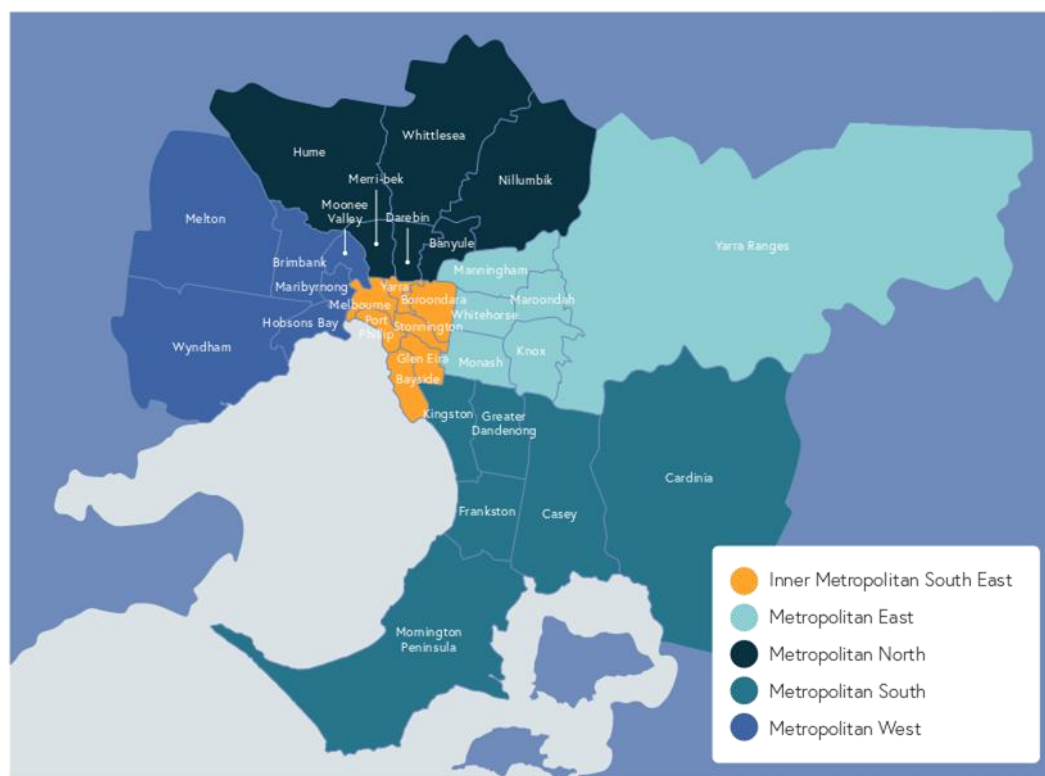 Whittlesea
Hume
Merri-bek
Nillumbik
Moonee
Valley
Darebin
Melton
Banyule
Yarra Ranges
Brimbank
Manningham
Maribyrnong
Yarra
Melbourne
Boroondara
Maroondah
Hobsons Bay
Port
Phillip
Stonnington
Whitehorse
Wyndham
Glen Eira
Monash
Knox
Bayside
Kingston
Greater
Dandenong
Cardinia
Frankston
Casey
Mornington
Peninsula
Inner Metropolitan South East
Metropolitan East
Metropolitan North
Metropolitan South
Metropolitan West